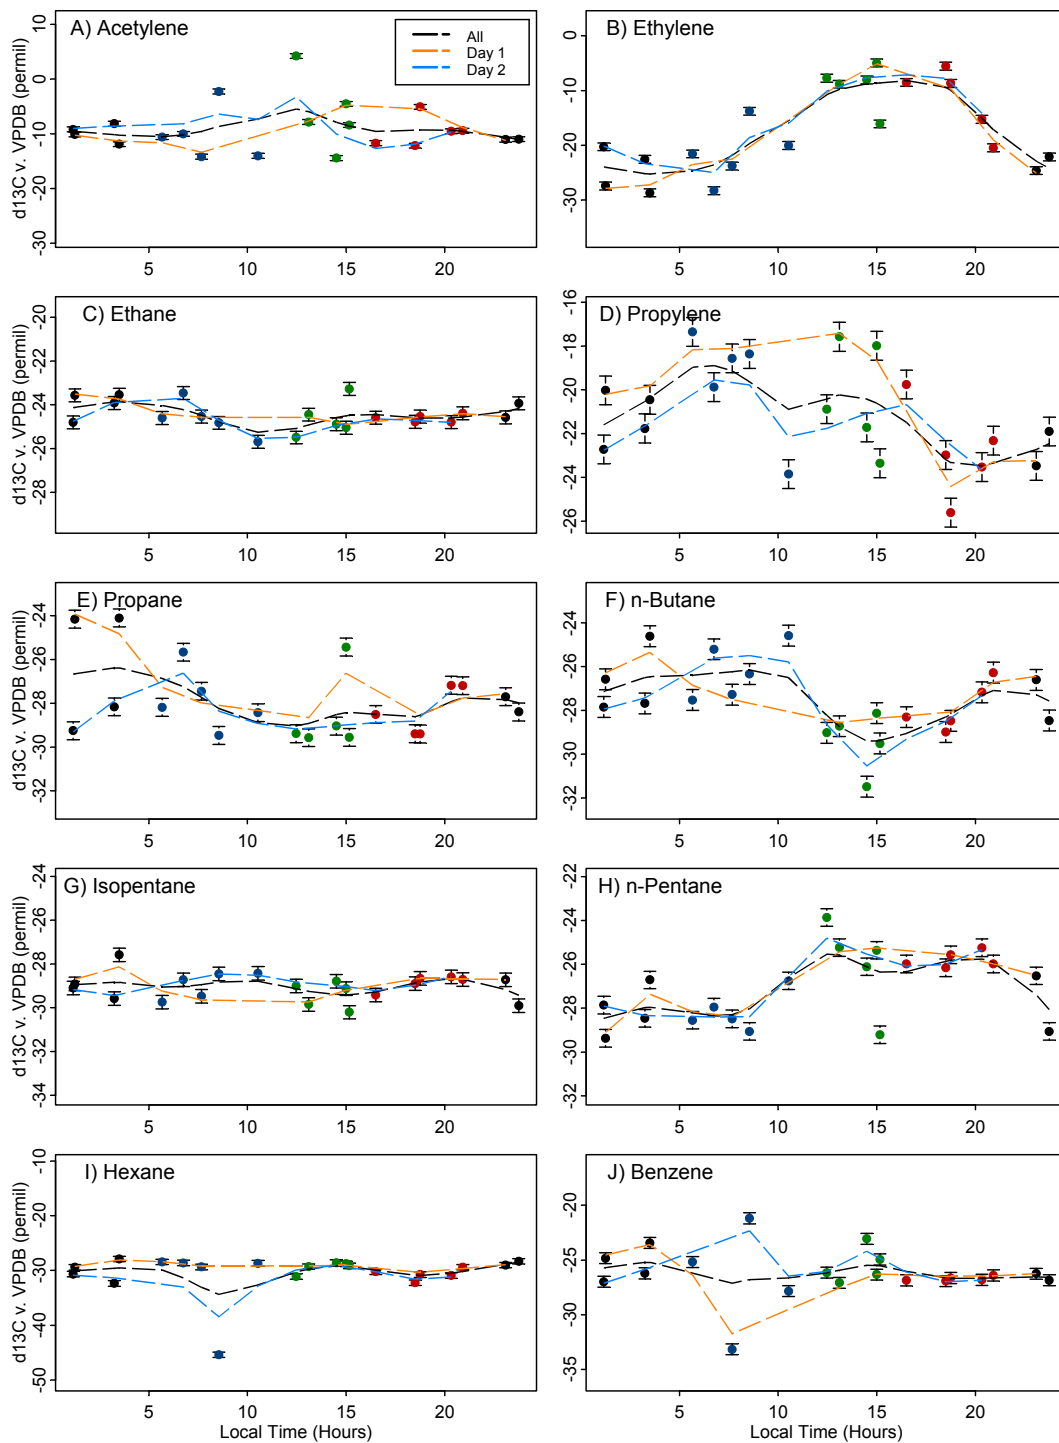 A) Acetylene
All
Day 1
Day 2
d13C v. VPDB (permil)
10
0
-10
-20
-30
5 10 15 20
B) Ethylene
0
-10
-20
-30
5 10 15 20
C) Ethane
d13C v. VPDB (permil)
-20
-22
-24
-26
-28
5 10 15 20
D) Propylene
-16
-18
-20
-22
-24
-26
5 10 15 20
E) Propane
d13C v. VPDB (permil)
-24
-26
-28
-30
-32
5 10 15 20
F) n-Butane
-24
-26
-28
-30
-32
5 10 15 20
G) Isopentane
d13C v. VPDB (permil)
-24
-26
-28
-30
-32
-34
5 10 15 20
H) n-Pentane
-24
-26
-28
-30
-32
5 10 15 20
I) Hexane
d13C v. VPDB (permil)
-10
-20
-30
-40
-50
5 10 15 20
Local Time (Hours)
J) Benzene
-20
-25
-30
-35
5 10 15 20
Local Time (Hours)